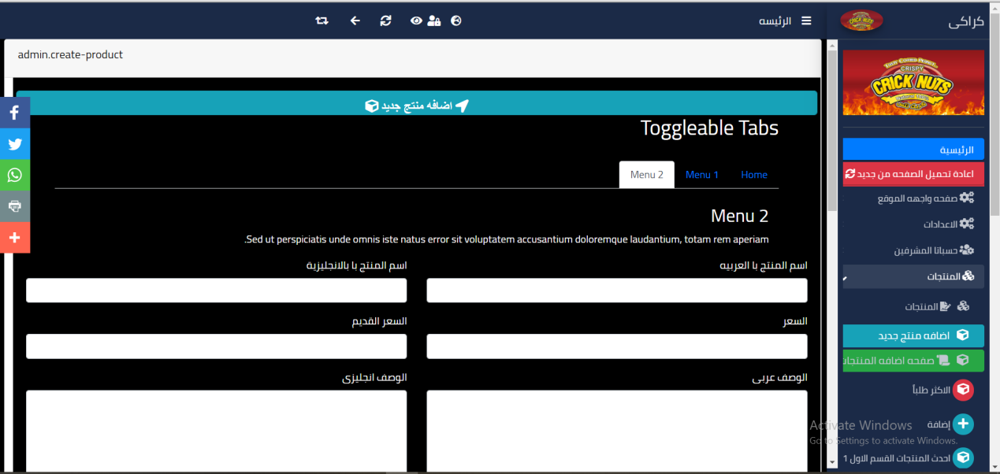 كراكى
الرئيسه
admin.create-product
اضافه منتج جديد
Toggleable Tabs
Home
Menu 1
Menu 2
Menu 2
Sed ut perspiciatis unde omnis iste natus error sit voluptatem accusantium doloremque laudantium, totam rem aperiam.
اسم المنتج با العربيه
اسم المنتج با بالانجليزية
السعر
السعر القديم
الوصف عربى
الوصف انجليزى
CRISPY
CRICK NUTS
الرئيسية
اعادة تحميل الصفحه من جديد
صفحه واجهه الموقع
الاعدادات
حسباتا المشرفين
المنتجات
المنتجات
اضافه منتج جديد
صفحه اضافه المنتجات
الاكثر طلباً
إضافة
احدث المنتجات القسم الاول 1
Activate Windows
Go to Settings to activate Windows.